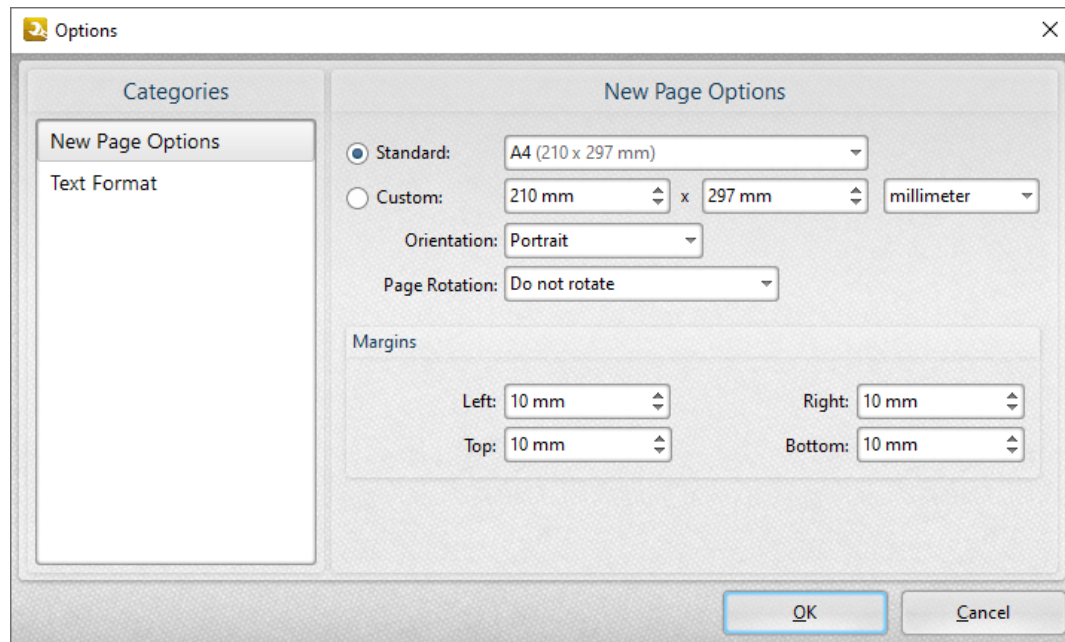 Options
Categories
New Page Options
Text Format
New Page Options
Standard: A4 (210 x 297 mm)
Custom: 210 mm x 297 mm millimeter
Orientation: Portrait
Page Rotation: Do not rotate
Margins
Left: 10 mm Right: 10 mm
Top: 10 mm Bottom: 10 mm
OK Cancel